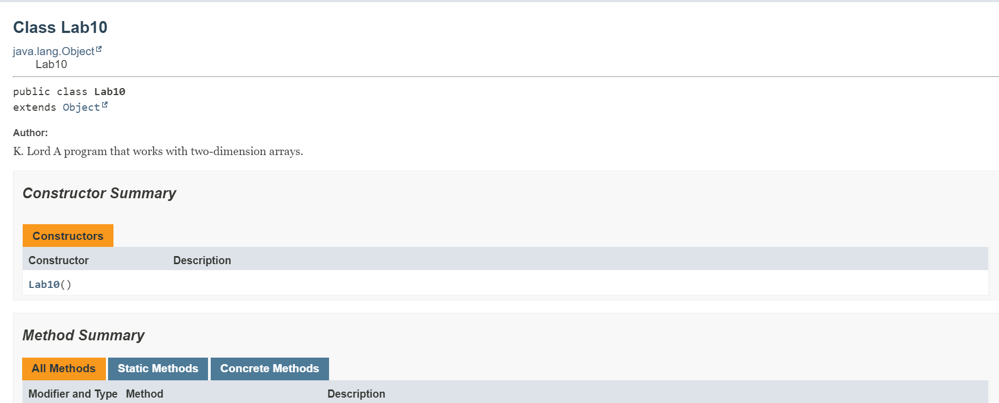 Class Lab10
java.lang.Object
Lab10
public class Lab10
extends Object
Author:
K. Lord A program that works with two-dimension arrays.
Constructor Summary
Constructors
Constructor Description
Lab10()
Method Summary
All Methods Static Methods Concrete Methods
Modifier and Type Method Description